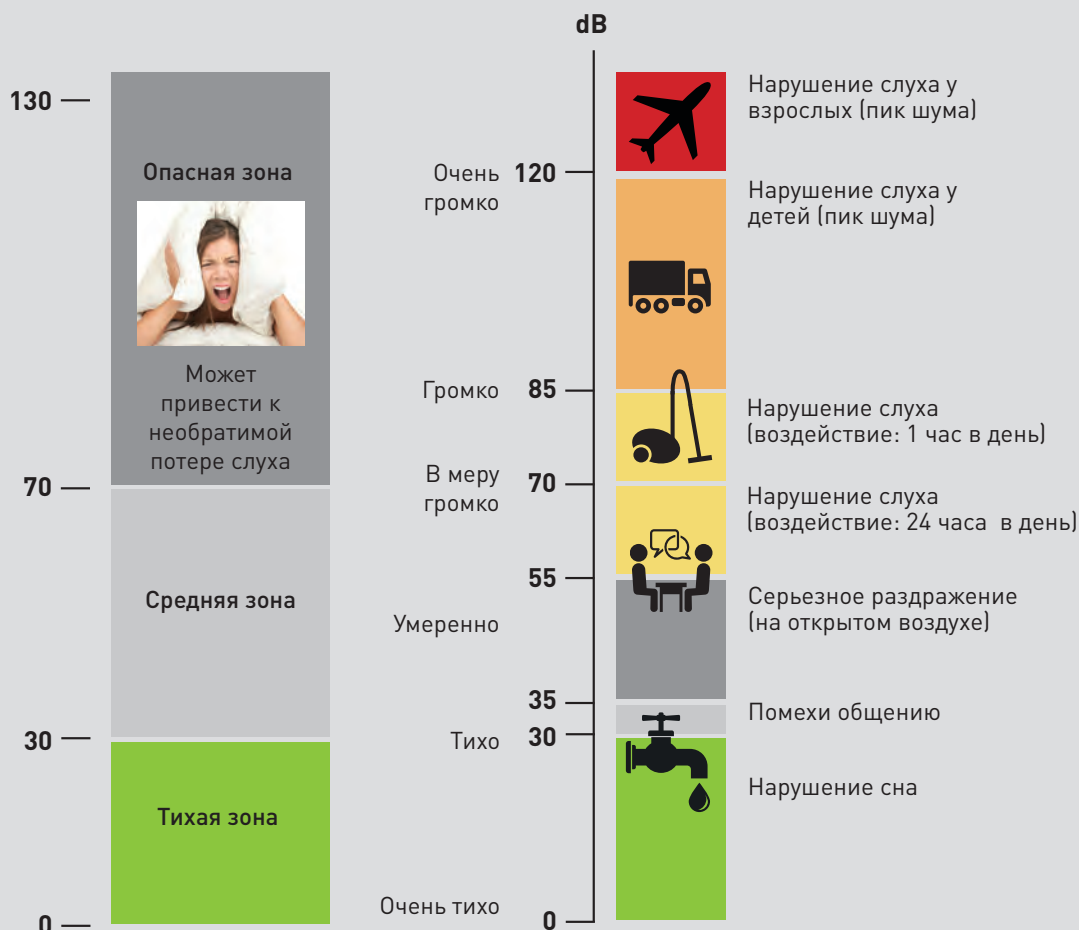 130
Опасная зона
Может
привести к
необратимой
потере слуха
70
Средняя зона
30
Тихая зона
0
Очень
громко
Громко
В меру
громко
Умеренно
Тихо
Очень тихо
dB
120
85
70
55
35
30
0
Нарушение слуха у
взрослых (пик шума)
Нарушение слуха у
детей (пик шума)
Нарушение слуха
(воздействие: 1 час в день)
Нарушение слуха
(воздействие: 24 часа в день)
Серьезное раздражение
(на открытом воздухе)
Помехи общению
Нарушение сна